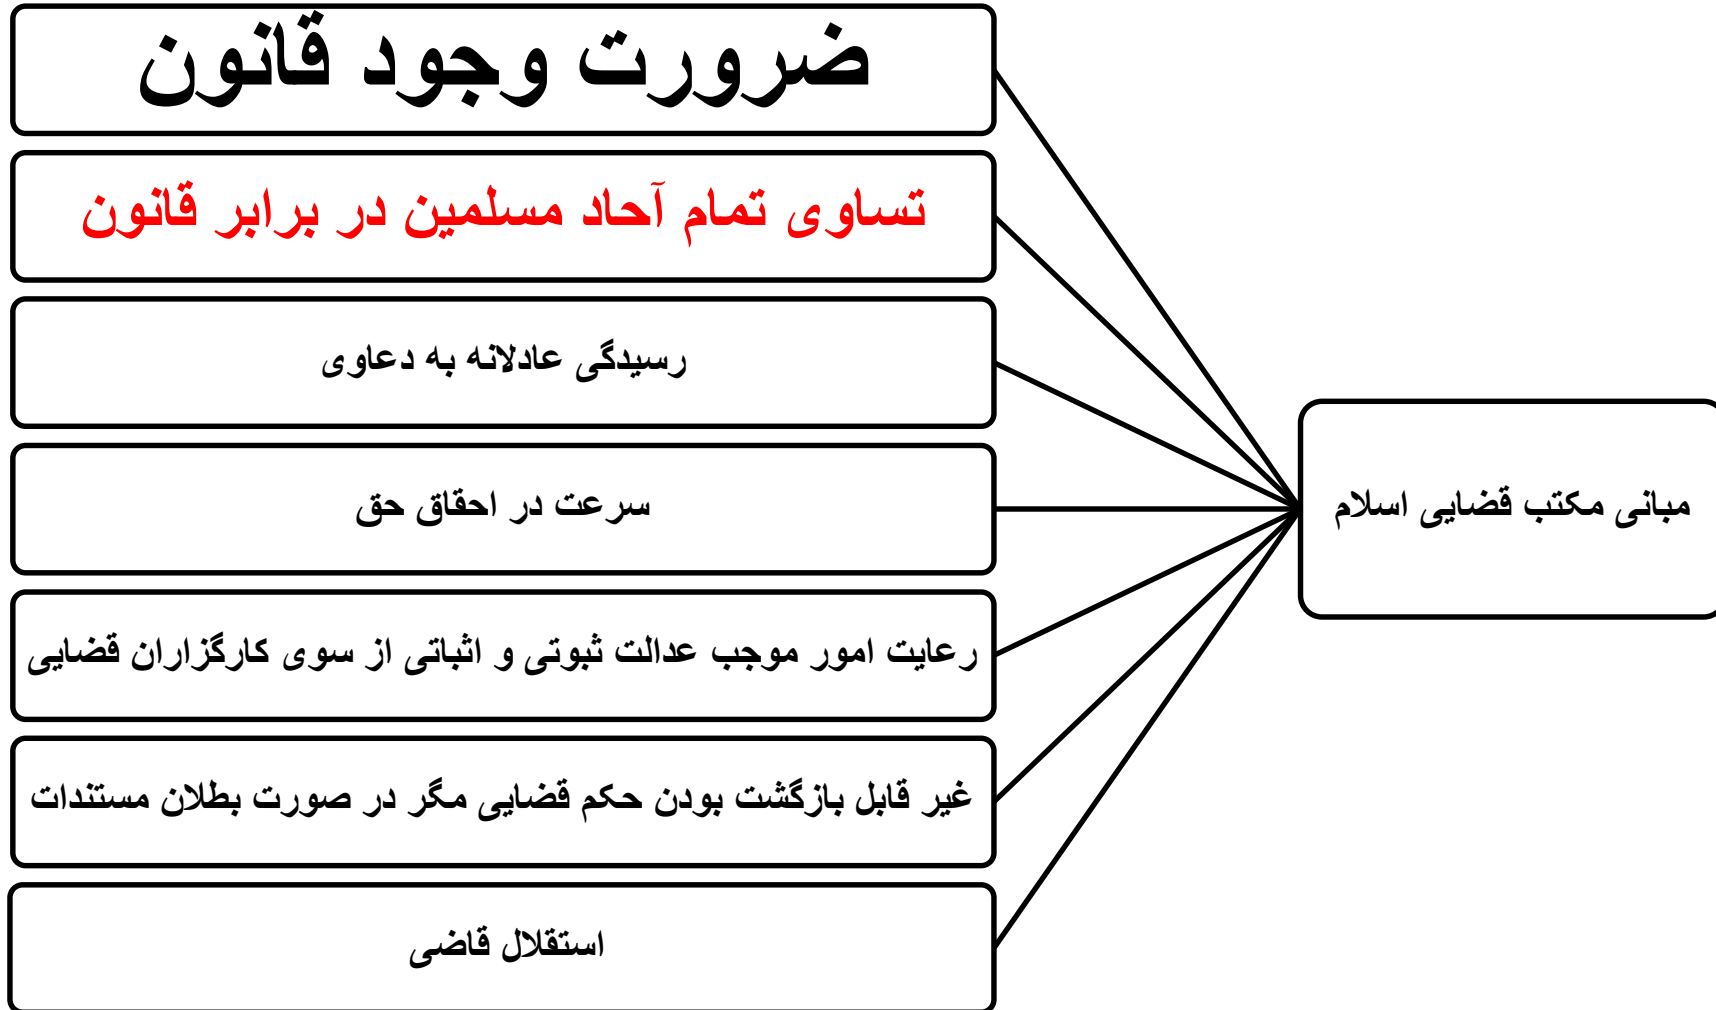 مبانی مکتب قضایی اسلام
ضرورت وجود قانون
تساوی تمام آحاد مسلمین در برابر قانون
رسیدگی عادلانه به دعاوی
سرعت در احقاق حق
رعایت امور موجب عدالت ثبوتی و اثباتی از سوی کارگزاران قضایی
غیر قابل بازگشت بودن حکم قضایی مگر در صورت بطلان مستندات
استقلال قاضی